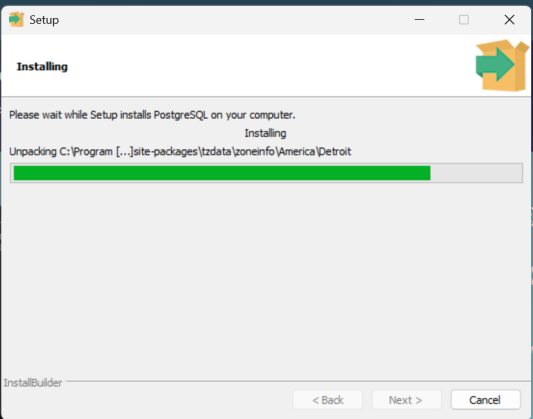 Setup
Installing
Please wait while Setup installs PostgreSQL on your computer.
Installing
Unpacking C:\Program [...]site-packages\tzdata\zoneinfo\America\Detroit
InstallBuilder
< Back
Next >
Cancel